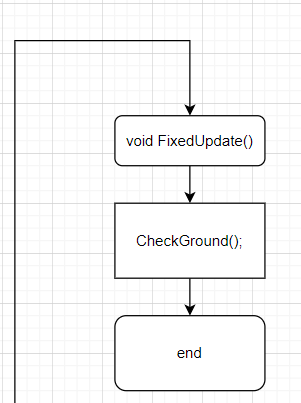 void FixedUpdate()
CheckGround();
end